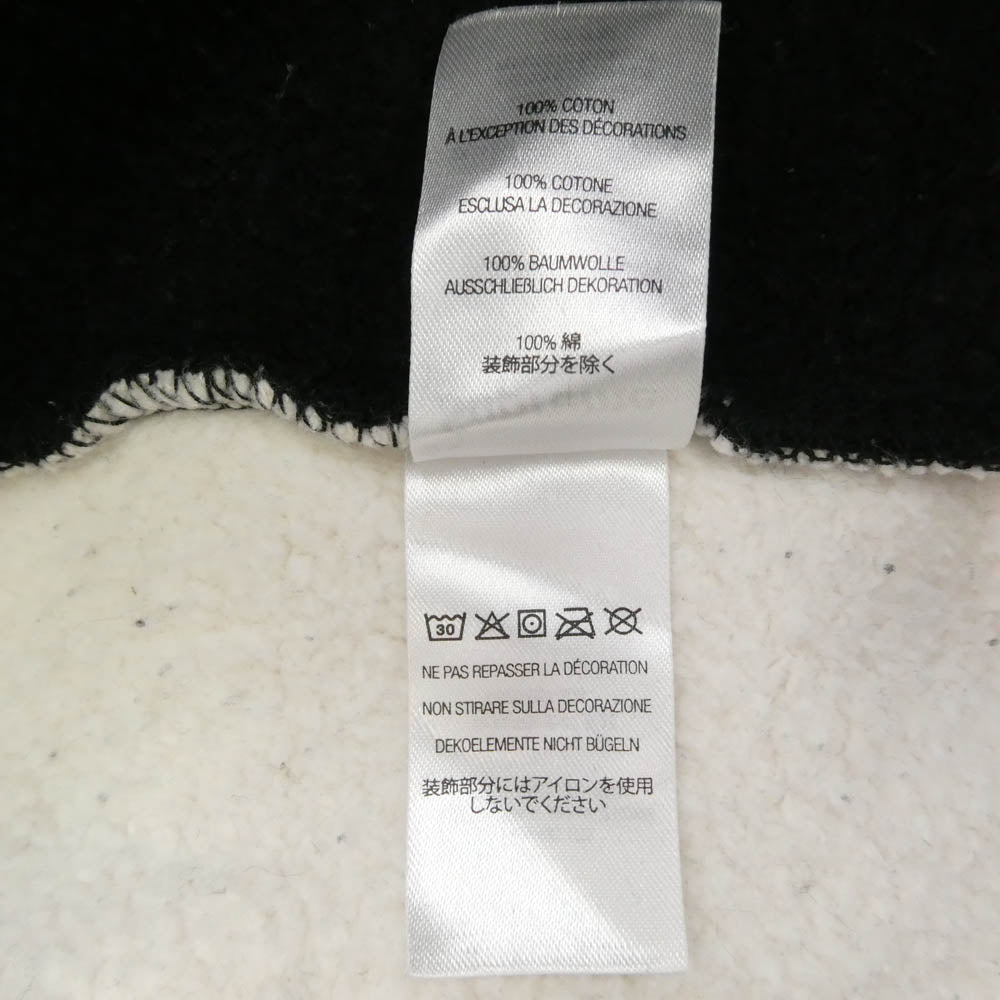 100% COTON
À L'EXCEPTION DES DÉCORATIONS
100% COTONE
ESCLUSA LA DECORAZIONE
100% BAUMWOLLE
AUSSCHLIEßLICH DEKORATION
100% 綿
装飾部分を除く
30
NE PAS REPASSER LA DÉCORATION
NON STIRARE SULLA DECORAZIONE
DEKOELEMENTE NICHT BÜGELN
装飾部分にはアイロンを使用
しないでください